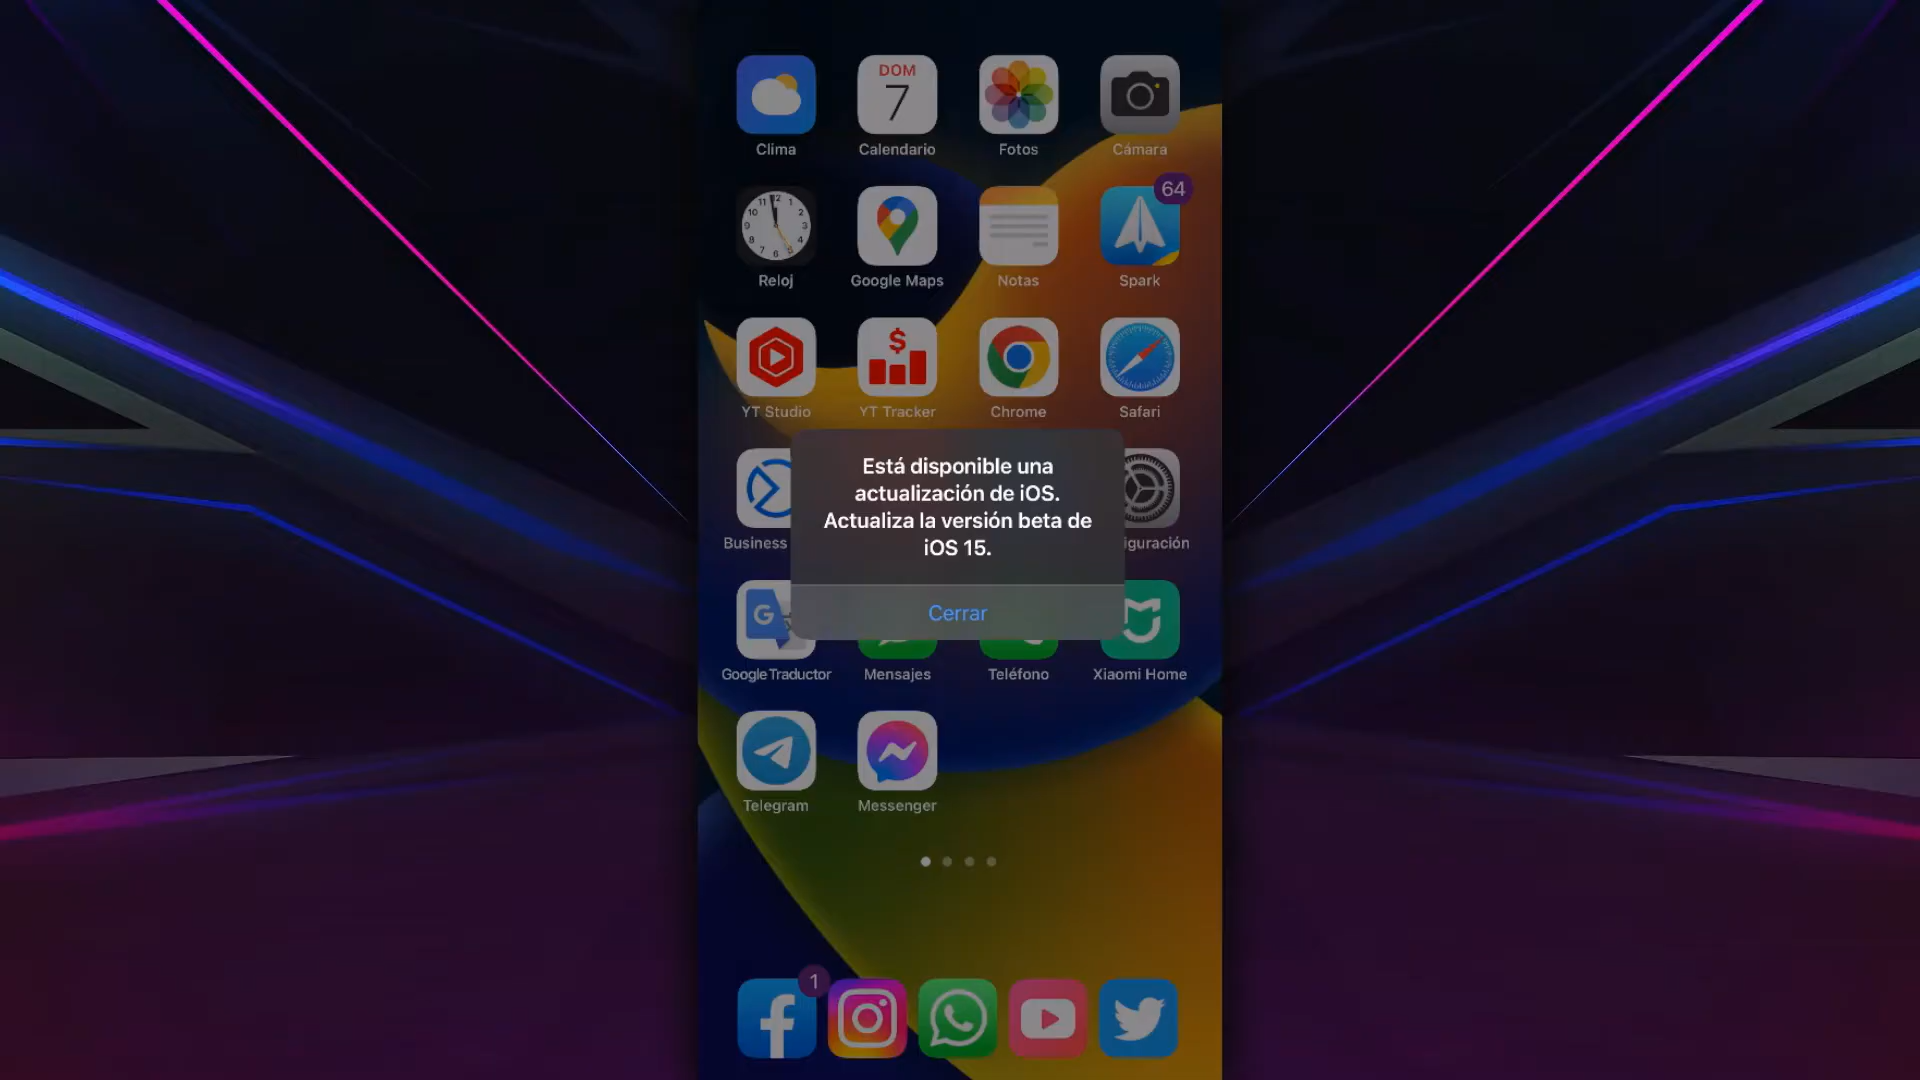 DOM
7
Clima
Calendario
Fotos
Cámara
64
Reloj
Google Maps
Notas
Spark
$
YT Studio
YT Tracker
Chrome
Safari
Está disponible una
actualización de iOS.
Actualiza la versión beta de
iOS 15.
Cerrar
Business
iguración
G
Google Traductor
Mensajes
Teléfono
Xiaomi Home
Telegram
Messenger
1